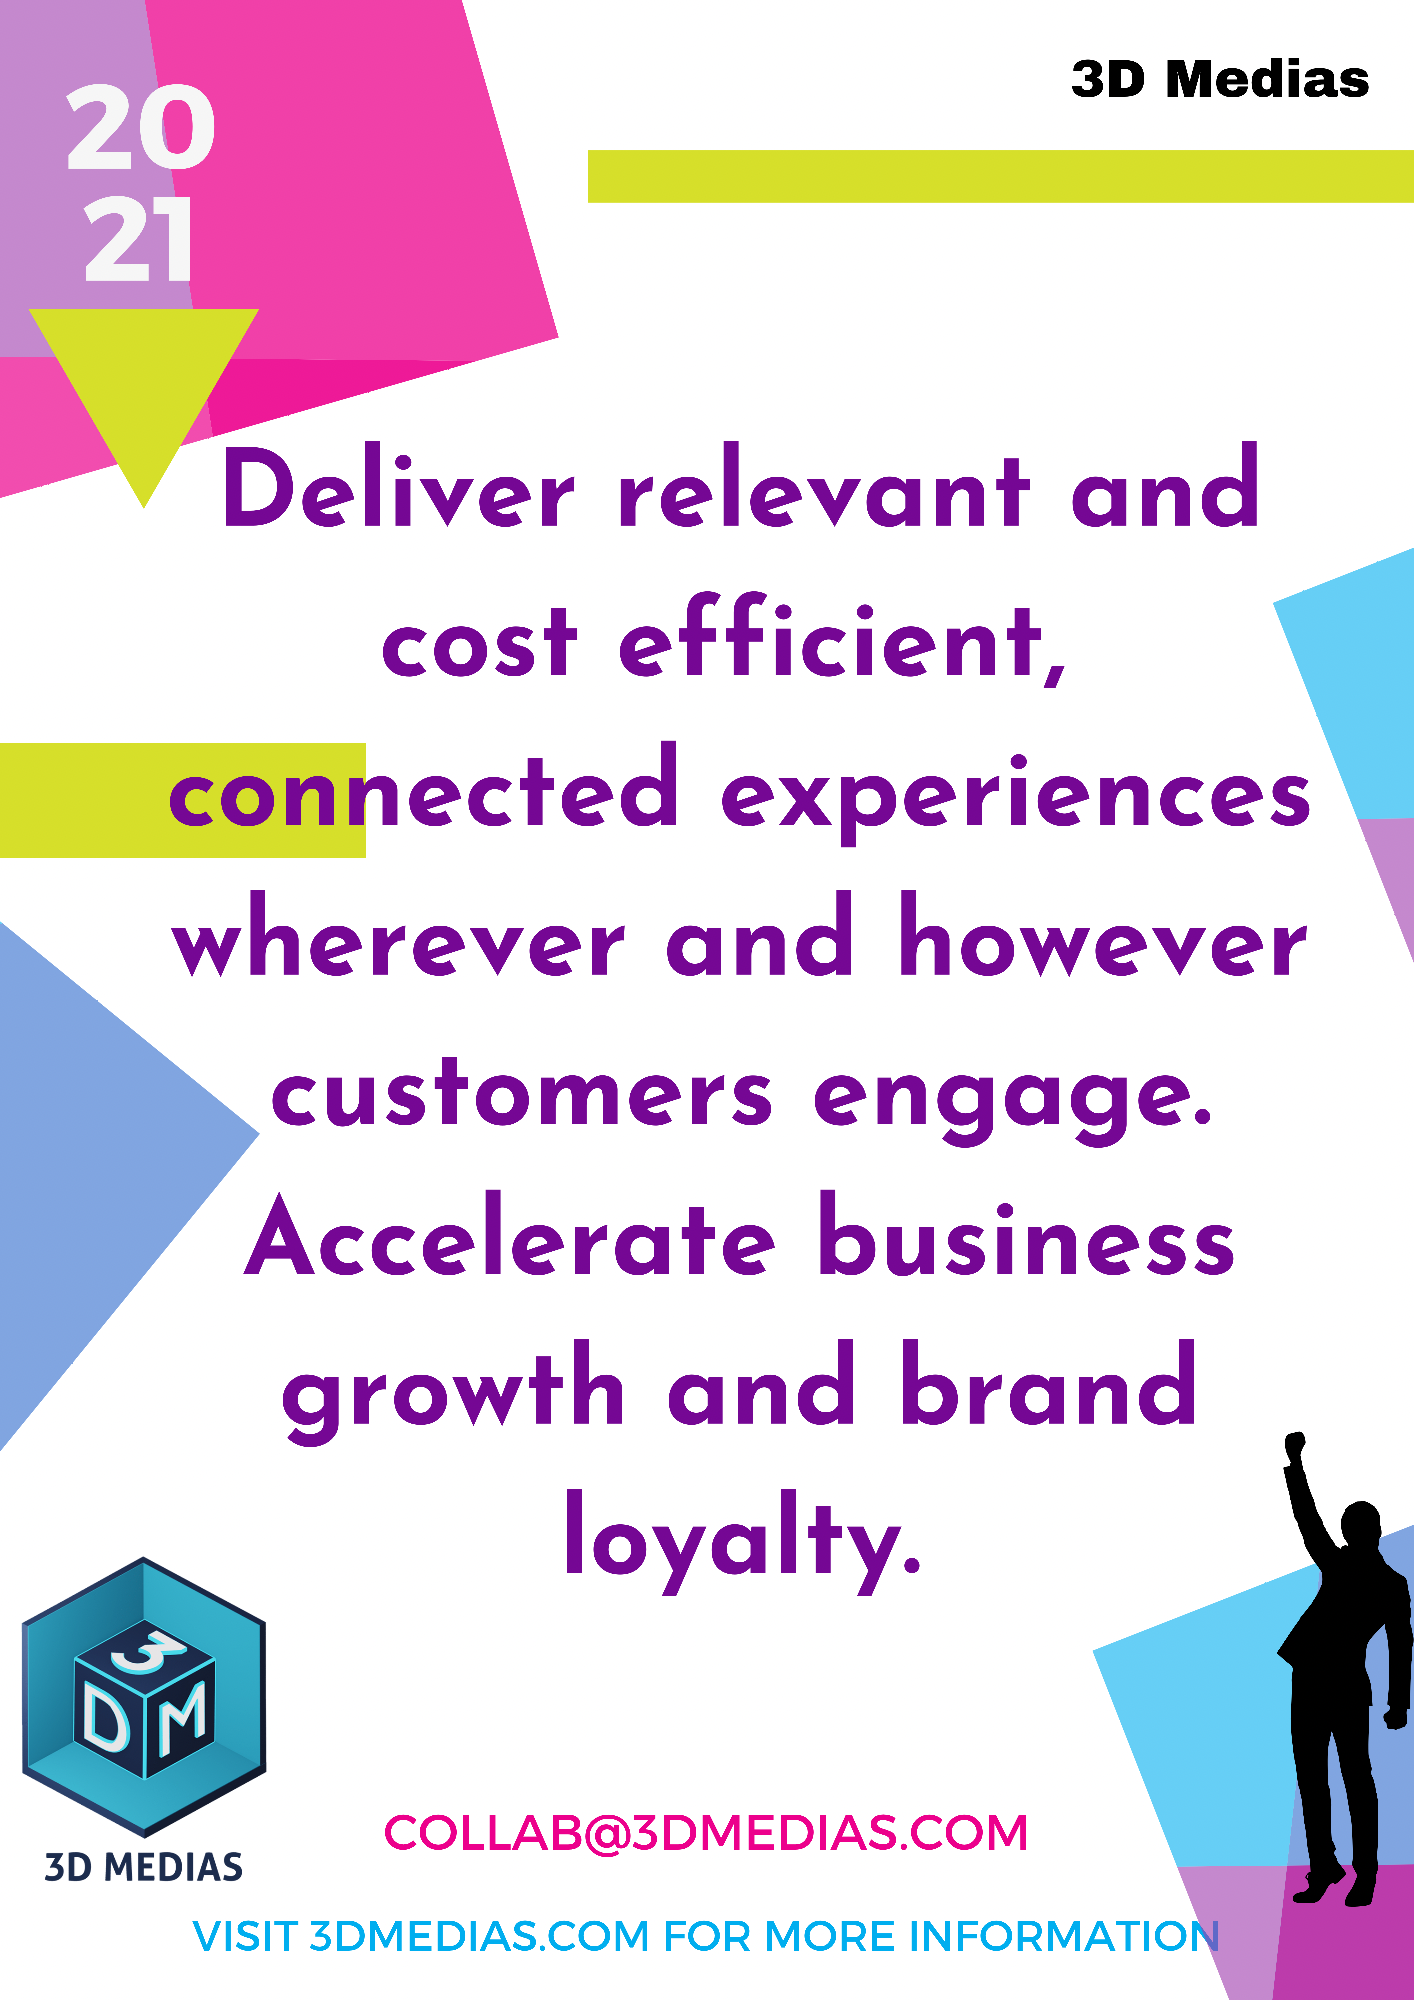 20
21
3D Medias
Deliver relevant and
cost efficient,
connected experiences
wherever and however
customers engage.
Accelerate business
growth and brand
loyalty.
3
D M
3D MEDIAS
COLLAB@3DMEDIAS.COM
VISIT 3DMEDIAS.COM FOR MORE INFORMATION